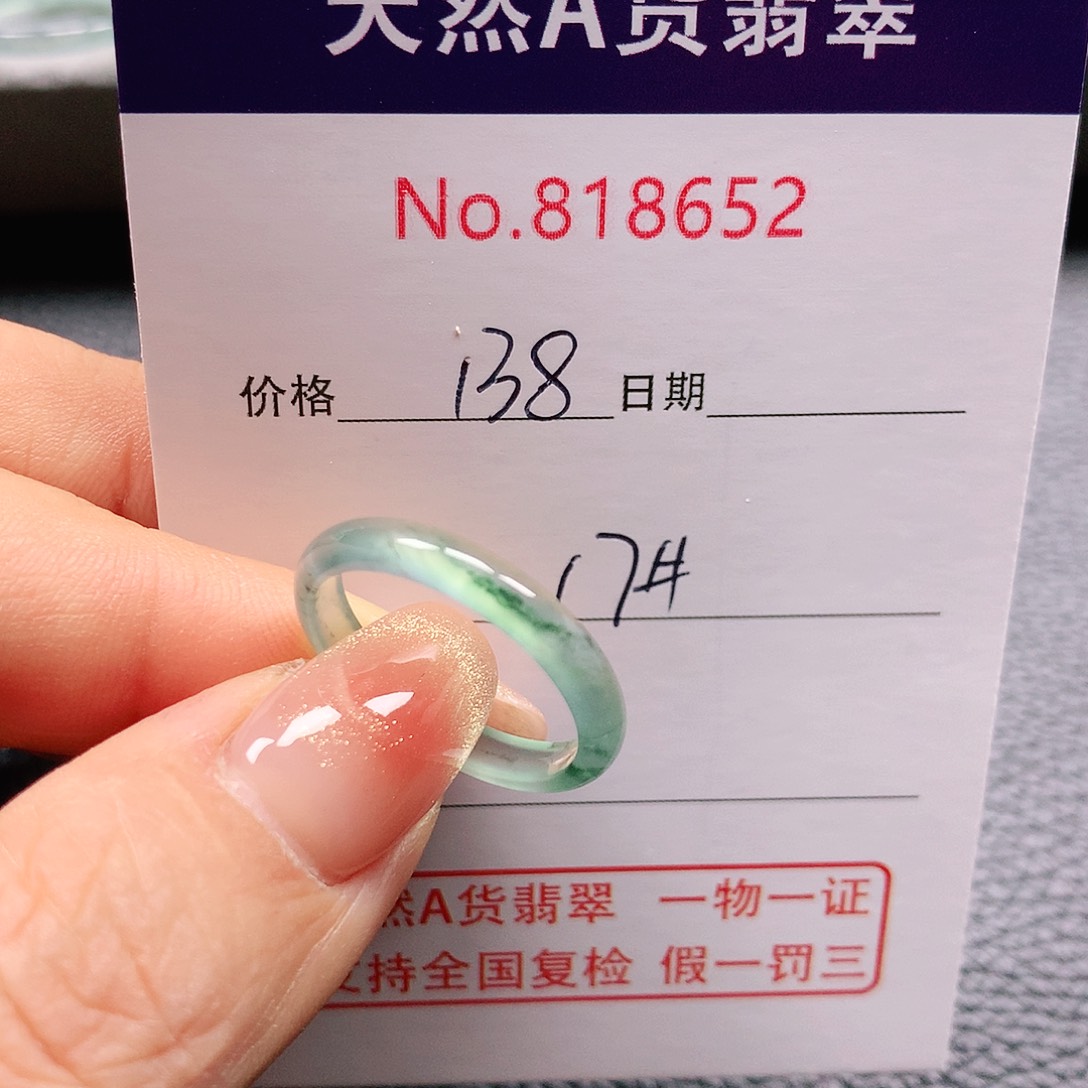 天然A货翡翠
No.818652
价格 138 日期
17#
然A货翡翠 一物一证
支持全国复检 假一罚三